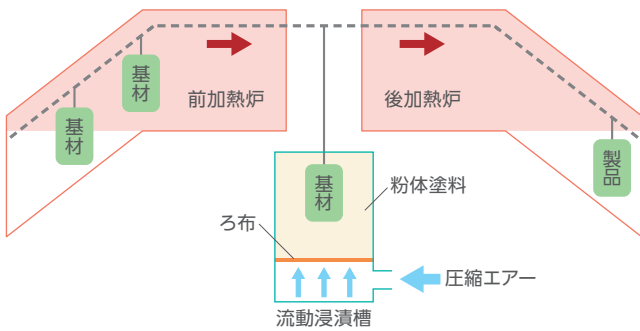 基材
基材
前加熱炉
後加熱炉
製品
基材
粉体塗料
ろ布
圧縮エアー
流動浸漬槽